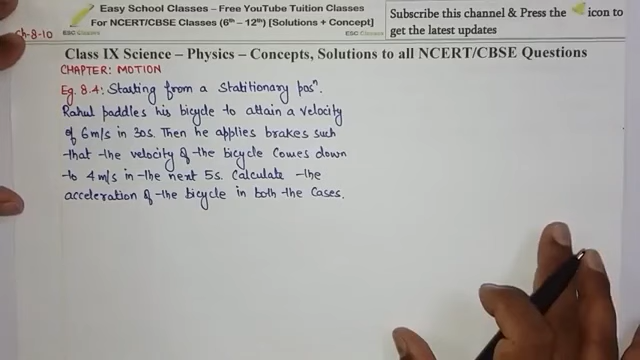 Easy School Classes – Free YouTube Tuition Classes
For NCERT/CBSE Classes (6th – 12th) [Solutions + Concept]
ESC Classes
ESC Classes
Subscribe this channel & Press the icon to
get the latest updates
Ch-8-10
Class IX Science – Physics – Concepts, Solutions to all NCERT/CBSE Questions
CHAPTER: MOTION
Eg. 8.4: Starting from a Statitionary posn.
Rahul paddles his bicycle to attain a velocity
of 6m/s in 30s. Then he applies brakes such
that the velocity of the bicycle comes down
to 4 m/s in the next 5s. Calculate the
acceleration of the bicycle in both the Cases.